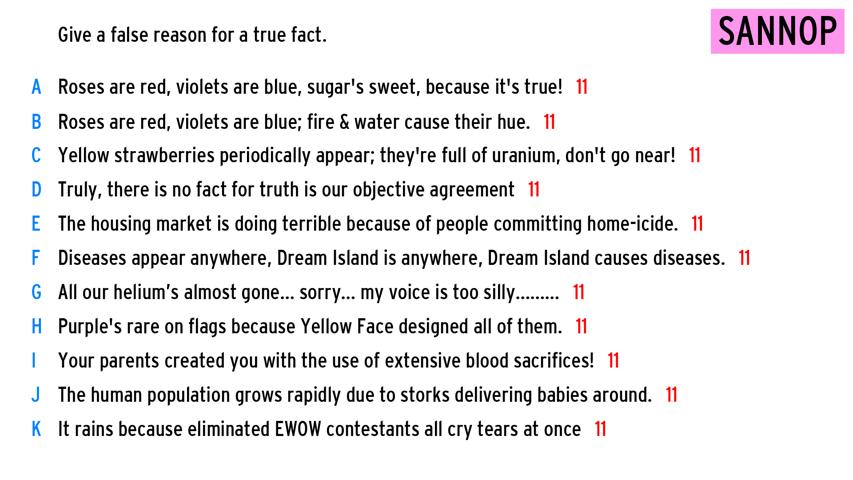 Give a false reason for a true fact.
SANNOP
A Roses are red, violets are blue, sugar's sweet, because it's true! 11
B Roses are red, violets are blue; fire & water cause their hue. 11
C Yellow strawberries periodically appear; they're full of uranium, don't go near! 11
D Truly, there is no fact for truth is our objective agreement 11
E The housing market is doing terrible because of people committing home-icide. 11
F Diseases appear anywhere, Dream Island is anywhere, Dream Island causes diseases. 11
G All our helium’s almost gone... sorry... my voice is too silly......... 11
H Purple's rare on flags because Yellow Face designed all of them. 11
I Your parents created you with the use of extensive blood sacrifices! 11
J The human population grows rapidly due to storks delivering babies around. 11
K It rains because eliminated EWOW contestants all cry tears at once 11